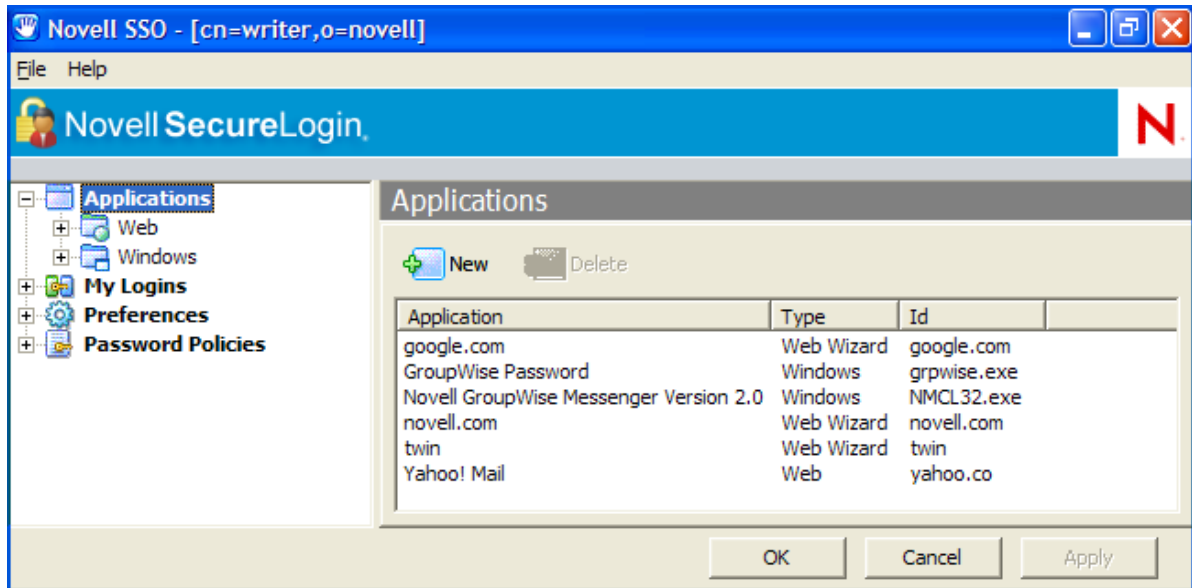 Novell SSO - [cn=writer,o=novell]
File Help
Novell SecureLogin.
N
Applications
Web
Windows
My Logins
Preferences
Password Policies
Applications
New Delete
Application Type Id
google.com Web Wizard google.com
GroupWise Password Windows grpwise.exe
Novell GroupWise Messenger Version 2.0 Windows NMCL32.exe
novell.com Web Wizard novell.com
twin Web Wizard twin
Yahoo! Mail Web yahoo.co
OK Cancel Apply